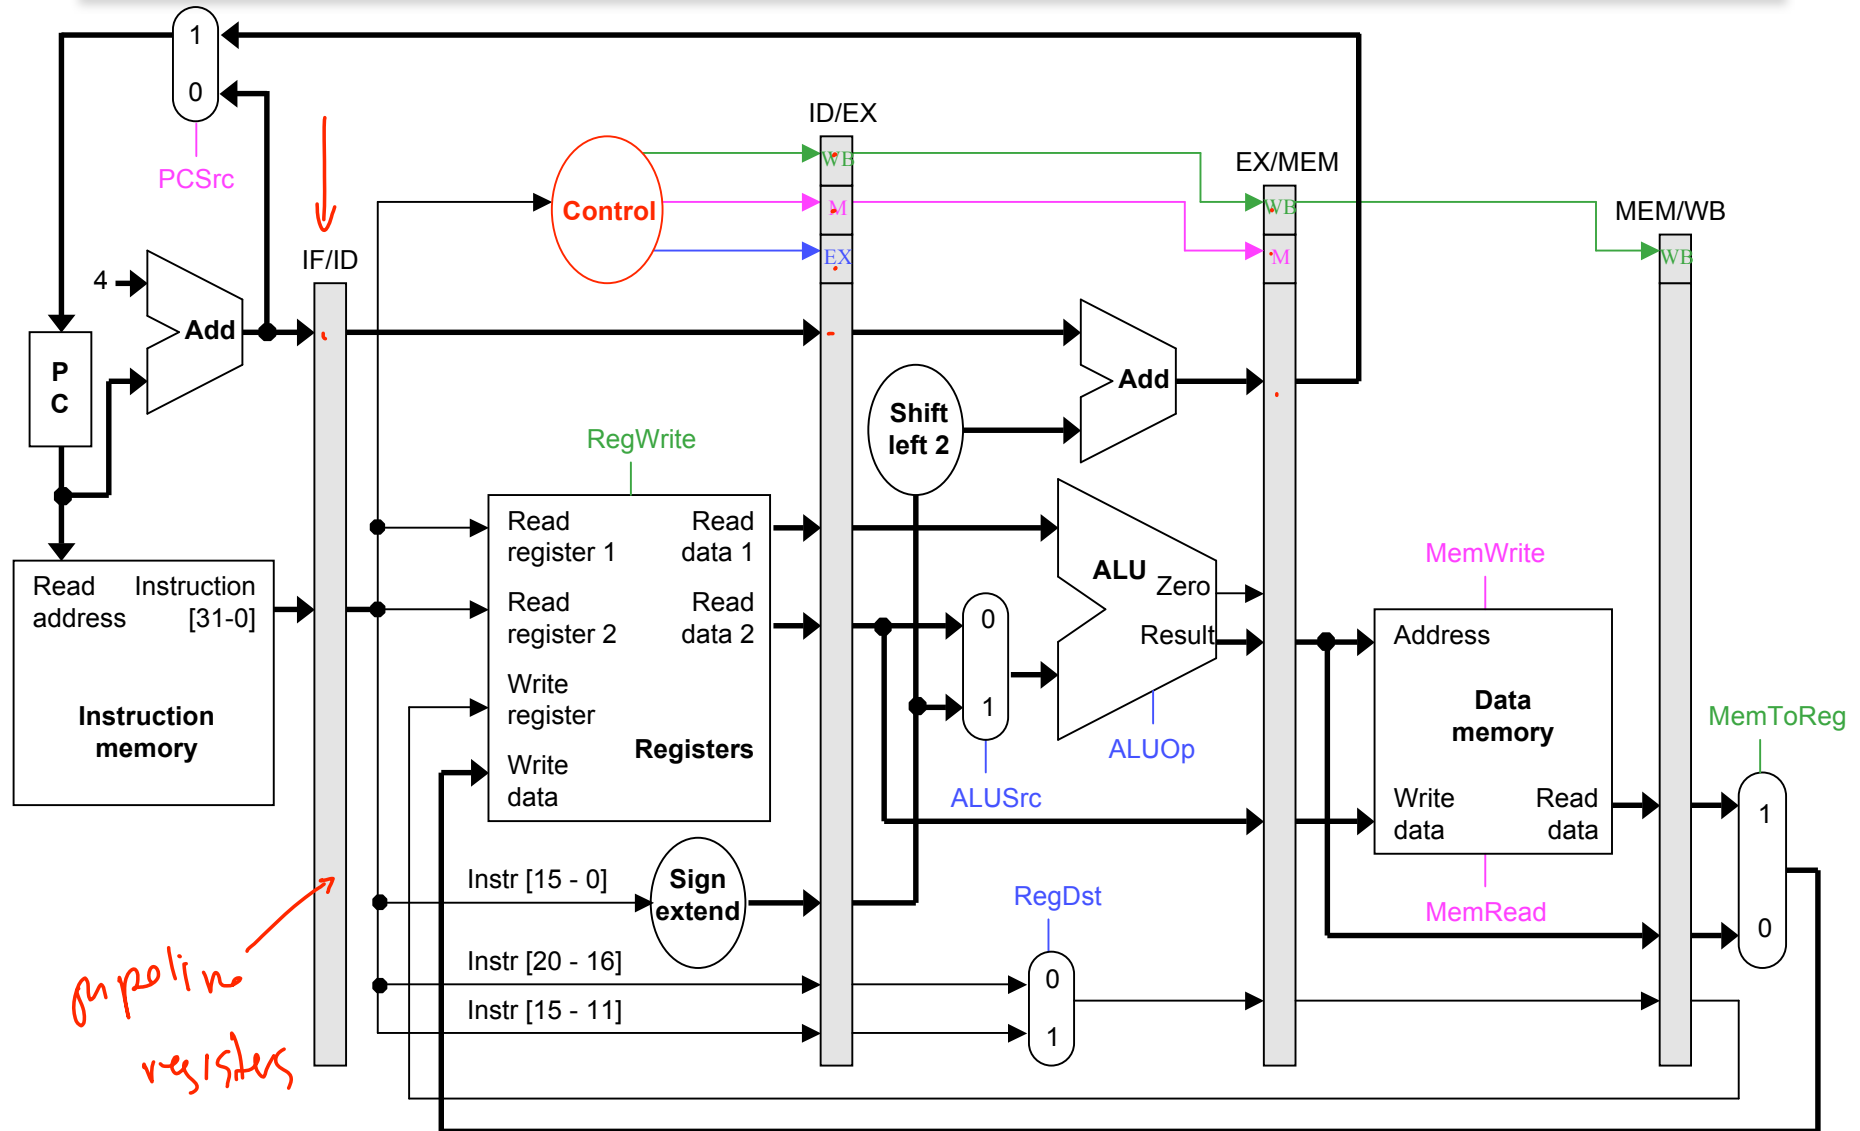 1
0
PCSrc
ID/EX
WB
M
EX
EX/MEM
WB
M
MEM/WB
WB
Control
IF/ID
4
Add
P
C
Add
Shift
left 2
RegWrite
Read
register 1
Read
data 1
Read
register 2
Read
data 2
Write
register
Write
data
Registers
Read
address
Instruction
[31-0]
Instruction
memory
ALU
Zero
Result
ALUOp
0
1
ALUSrc
MemWrite
Address
Data
memory
Write
data
Read
data
MemRead
MemToReg
1
0
Instr [15 - 0]
Sign
extend
Instr [20 - 16]
Instr [15 - 11]
RegDst
0
1
pipeline
registers